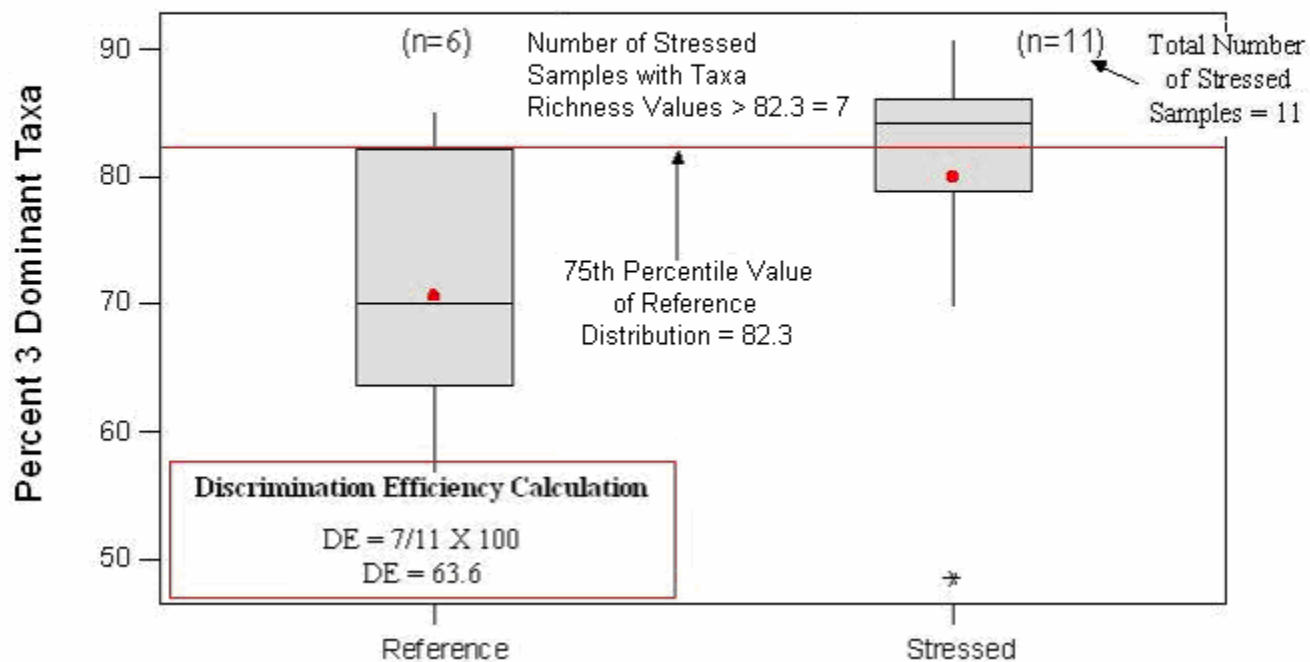 Percent 3 Dominant Taxa
90
80
70
60
50
(n=6)
Number of Stressed
Samples with Taxa
Richness Values > 82.3 = 7
(n=11)
Total Number
of Stressed
Samples = 11
75th Percentile Value
of Reference
Distribution = 82.3
Discrimination Efficiency Calculation
DE = 7/11 X 100
DE = 63.6
Reference
Stressed